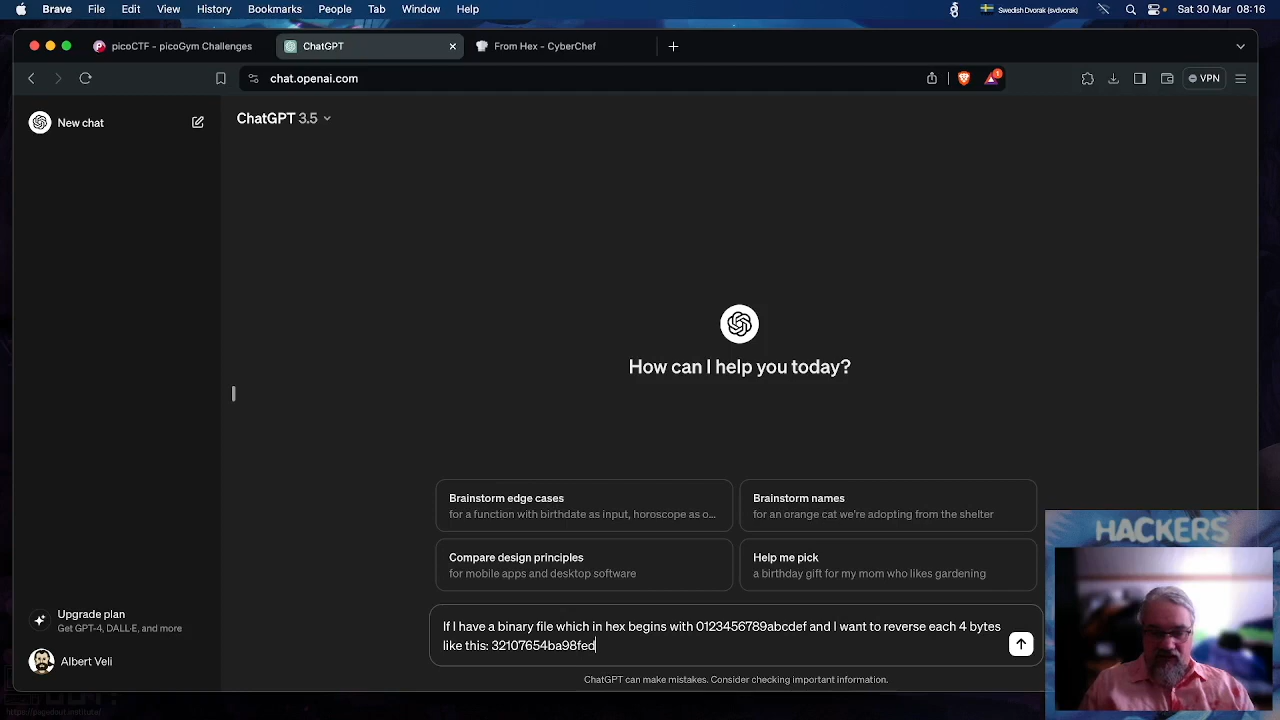 Brave File Edit View History Bookmarks People Tab Window Help
Swedish Dvorak (svdvorak) Sat 30 Mar 08:16
picoCTF - picoGym Challenges ChatGPT From Hex - CyberChef
chat.openai.com 1 VPN
New chat
ChatGPT 3.5
How can I help you today?
Brainstorm edge cases
for a function with birthdate as input, horoscope as o...
Brainstorm names
for an orange cat we're adopting from the shelter
Compare design principles
for mobile apps and desktop software
Help me pick
a birthday gift for my mom who likes gardening
HACKERS
Upgrade plan
Get GPT-4, DALL·E, and more
Albert Veli
If I have a binary file which in hex begins with 0123456789abcdef and I want to reverse each 4 bytes
like this: 32107654ba98fed
ChatGPT can make mistakes. Consider checking important information.